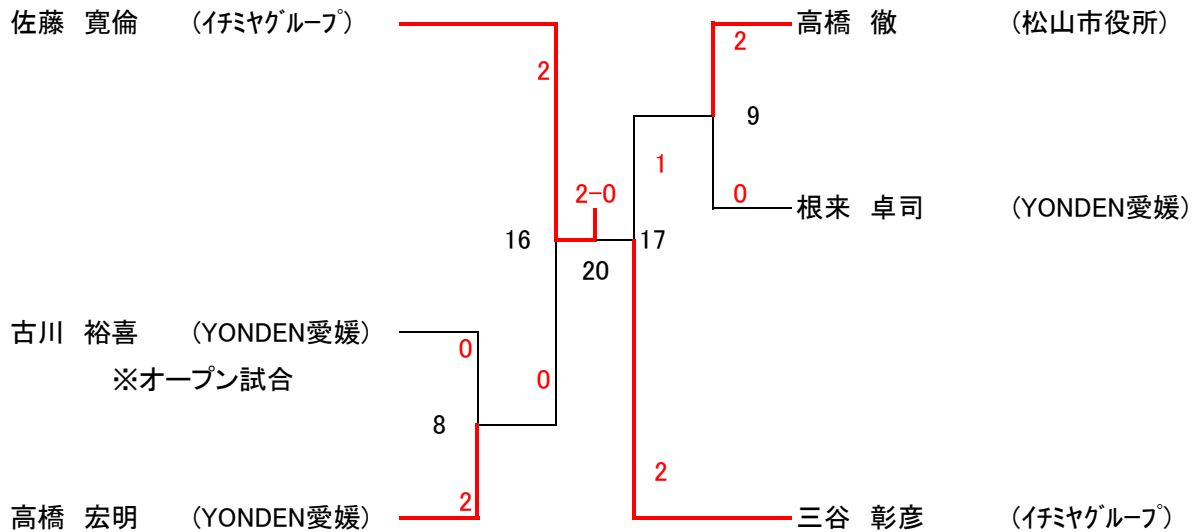 佐藤 寛倫 (ｲﾁﾐﾔｸﾞﾙｰﾌﾟ) 高橋 徹 (松山市役所)
2 2
9
1
2-0 0
根来 卓司 (YONDEN愛媛)
16 17
20
古川 裕喜 (YONDEN愛媛)
0
※オープン試合 0
8
2 2
高橋 宏明 (YONDEN愛媛) 三谷 彰彦 (ｲﾁﾐﾔｸﾞﾙｰﾌﾟ)